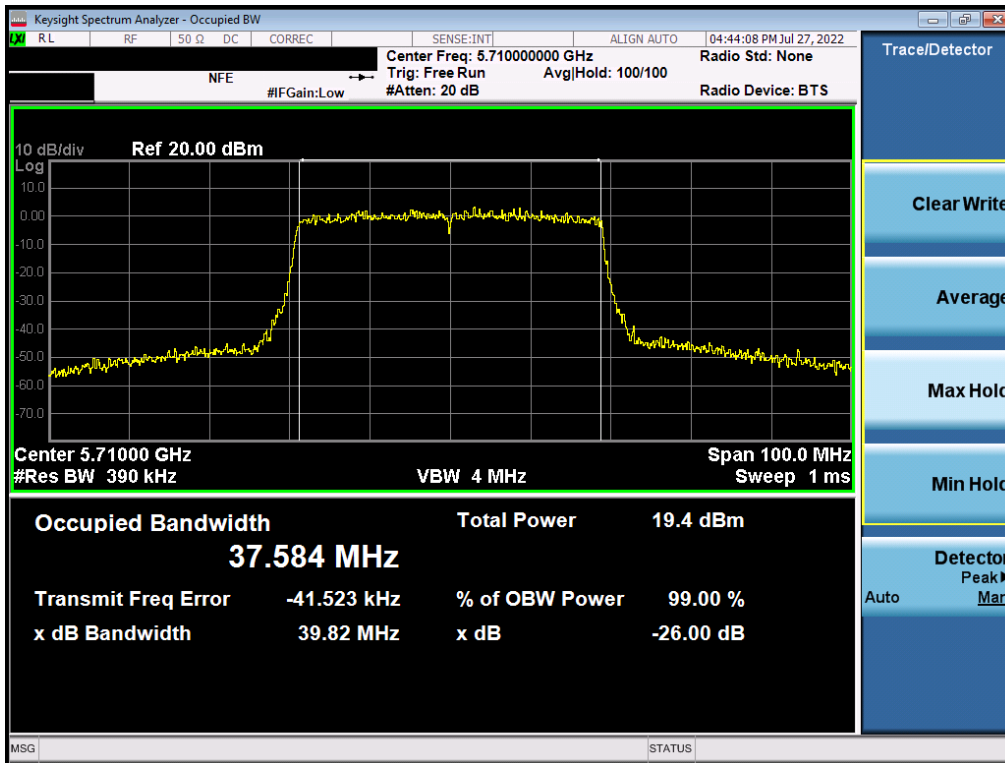 Keysight Spectrum Analyzer - Occupied BW
LXI RL RF 50 Ω DC CORREC SENSE:INT ALIGN AUTO 04:44:08 PM Jul 27, 2022
Center Freq: 5.710000000 GHz Radio Std: None
NFE Trig: Free Run Avg|Hold: 100/100
#IFGain:Low #Atten: 20 dB Radio Device: BTS
Trace/Detector
10 dB/div Ref 20.00 dBm
Log
10.0
0.00
-10.0
-20.0
-30.0
-40.0
-50.0
-60.0
-70.0
Center 5.71000 GHz Span 100.0 MHz
#Res BW 390 kHz VBW 4 MHz Sweep 1 ms
Occupied Bandwidth Total Power 19.4 dBm
37.584 MHz
Transmit Freq Error -41.523 kHz % of OBW Power 99.00 %
x dB Bandwidth 39.82 MHz x dB -26.00 dB
Clear Write
Average
Max Hold
Min Hold
Detector
Peak
Auto Man
MSG STATUS